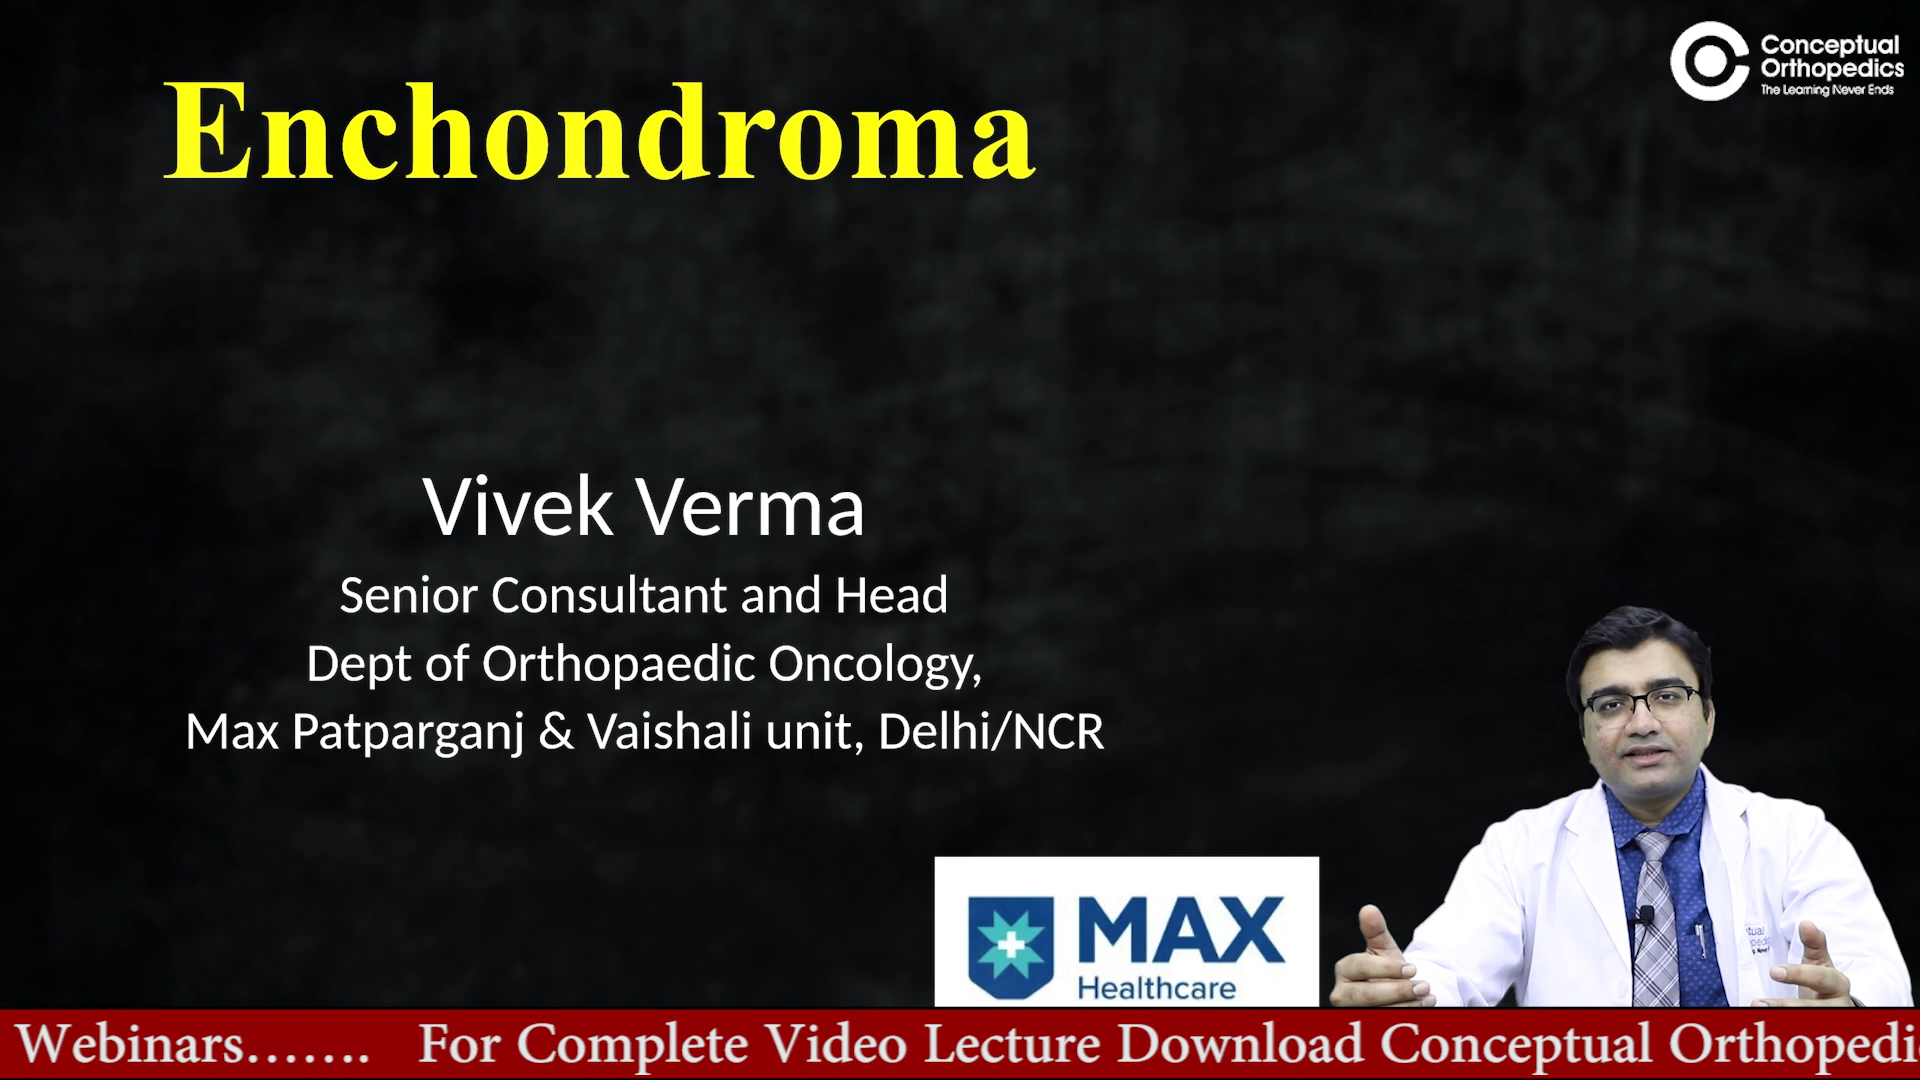 Conceptual
Orthopedics
The Learning Never Ends
Enchondroma
Vivek Verma
Senior Consultant and Head
Dept of Orthopaedic Oncology,
Max Patparganj & Vaishali unit, Delhi/NCR
MAX
Healthcare
Webinars....... For Complete Video Lecture Download Conceptual